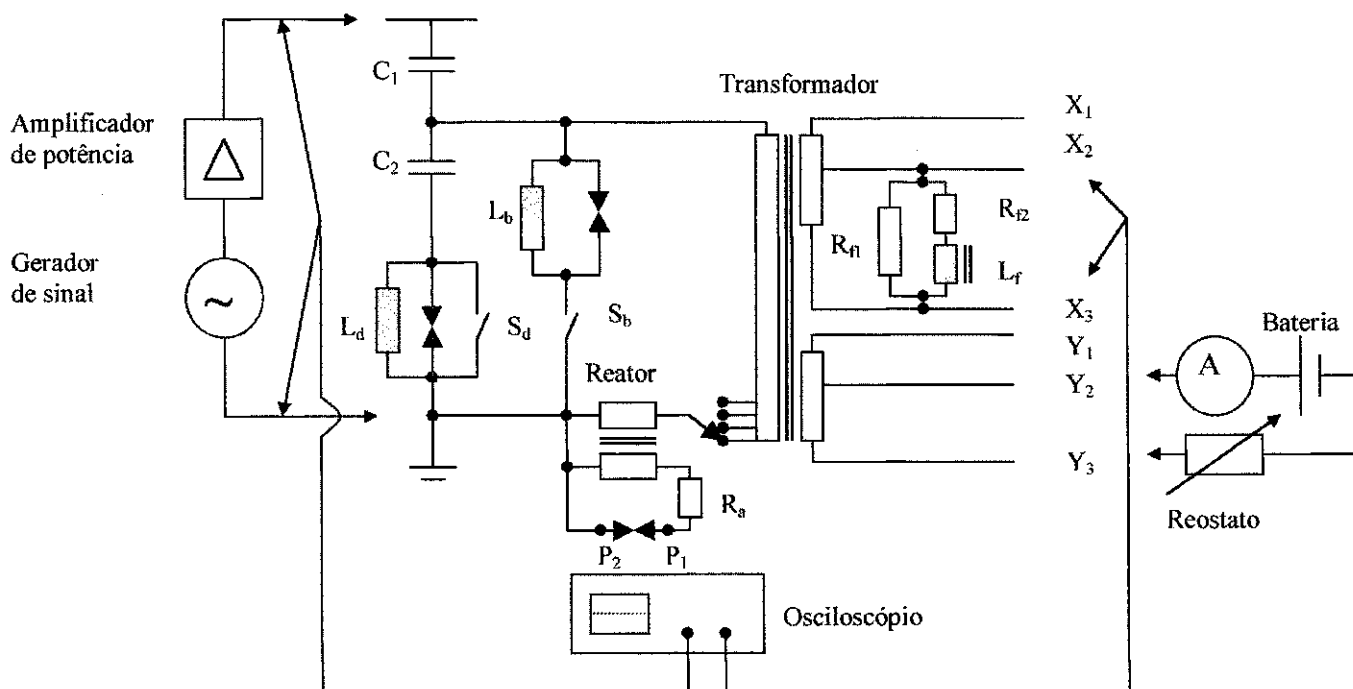 Amplificador
de potência
Gerador
de sinal
~
C1
C2
Lb
Ld
Sd
Sb
Reator
Ra
P2
P1
Osciloscópio
Transformador
X1
X2
Rf1
Rf2
Lf
X3
Y1
Y2
Y3
Bateria
A
Reostato